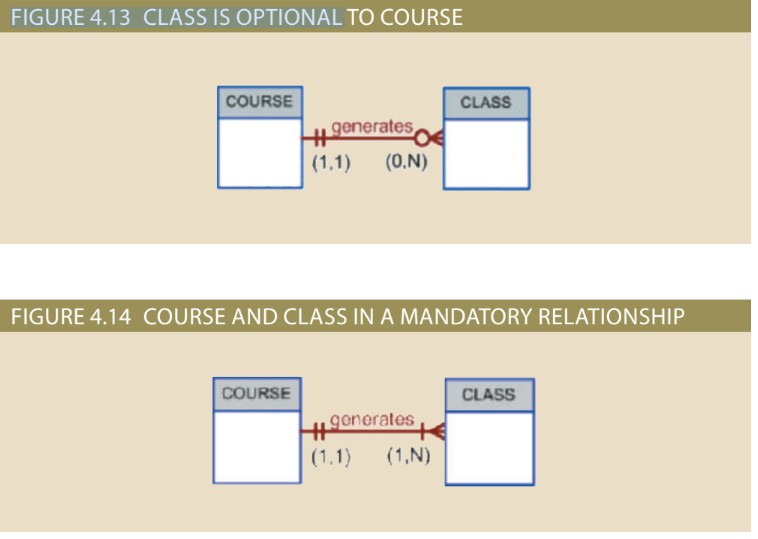 FIGURE 4.13 CLASS IS OPTIONAL TO COURSE
COURSE
CLASS
generates
(1,1)
(0,N)
FIGURE 4.14 COURSE AND CLASS IN A MANDATORY RELATIONSHIP
COURSE
CLASS
generates
(1,1)
(1,N)